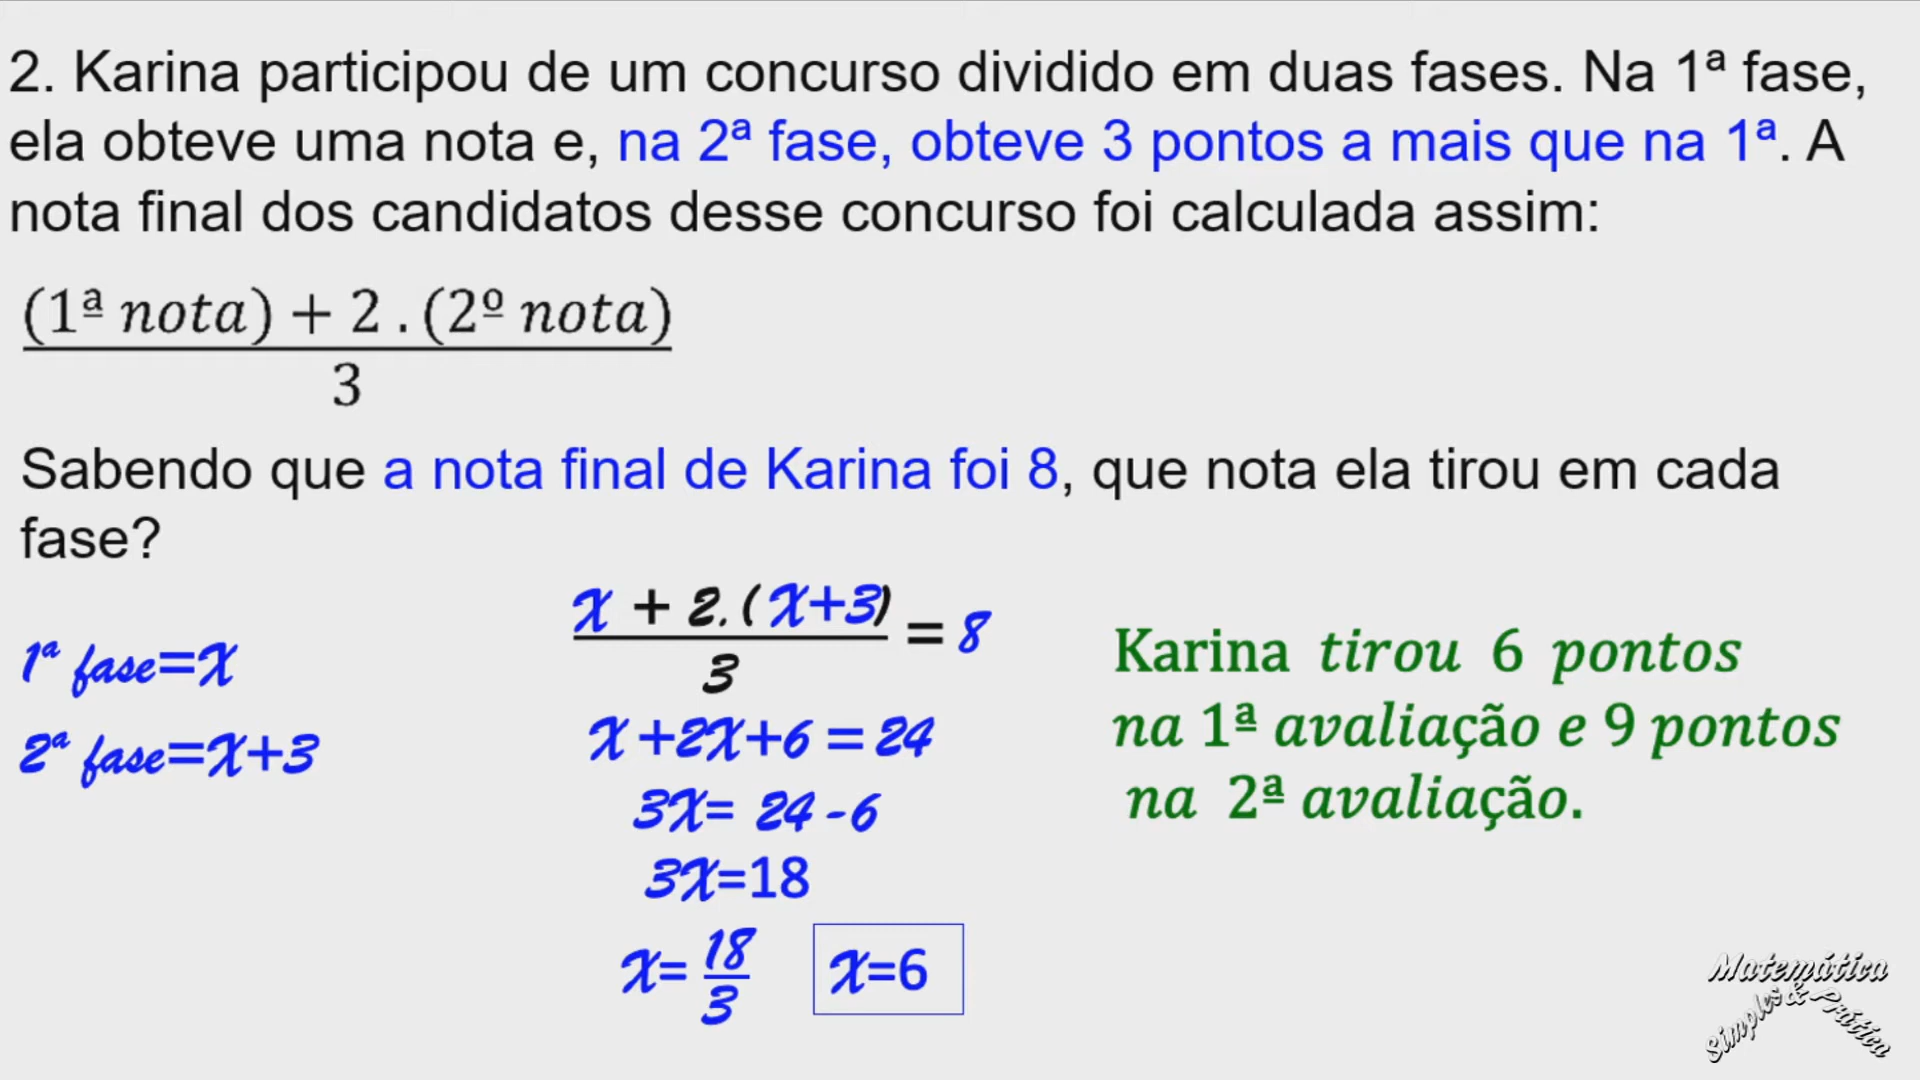 2. Karina participou de um concurso dividido em duas fases. Na 1ª fase,
ela obteve uma nota e, na 2ª fase, obteve 3 pontos a mais que na 1ª. A
nota final dos candidatos desse concurso foi calculada assim:
(1ª nota) + 2 . (2º nota)
3
Sabendo que a nota final de Karina foi 8, que nota ela tirou em cada
fase?
1ª fase=x
2ª fase=x+3
x + 2.(x+3) = 8
3
x+2x+6 = 24
3x= 24-6
3x=18
x= 18
3
x=6
Karina tirou 6 pontos
na 1ª avaliação e 9 pontos
na 2ª avaliação.
Matemática
Simples & Prática